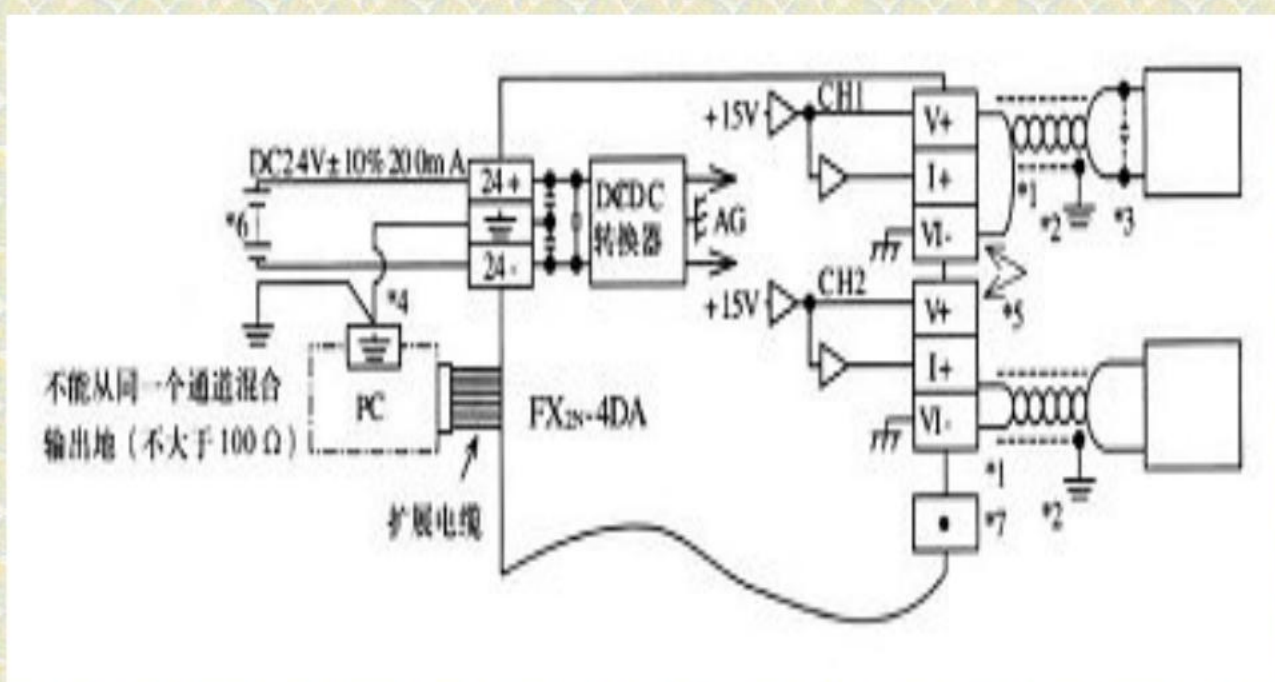 DC24V±10%200mA
*6
24+
24-
DCDC
转换器
AG
+15V
CH1
V+
I+
VI-
*1
*2
*3
*5
+15V
CH2
V+
I+
VI-
*1
*2
*7
*4
不能从同一个通道混合
输出地(不大于100Ω)
PC
扩展电缆
FX2N-4DA